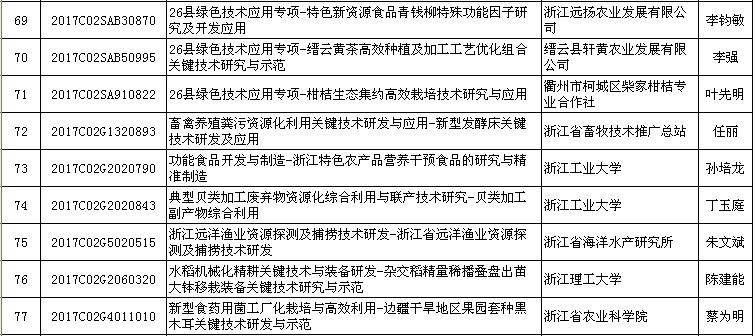 69 2017C02SAB30870 26县绿色技术应用专项-特色新资源食品青钱柳特殊功能因子研究及开发应用 浙江远扬农业发展有限公司 李钧敏
70 2017C02SAB50995 26县绿色技术应用专项-缙云黄茶高效种植及加工工艺优化组合关键技术研究与示范 缙云县轩黄农业发展有限公司 李强
71 2017C02SA910822 26县绿色技术应用专项-柑桔生态集约高效栽培技术研究与应用 衢州市柯城区柴家柑桔专业合作社 叶先明
72 2017C02G1320893 畜禽养殖粪污资源化利用关键技术研发与应用-新型发酵床关键技术研发及应用 浙江省畜牧技术推广总站 任丽
73 2017C02G2020790 功能食品开发与制造-浙江特色农产品营养干预食品的研究与精准制造 浙江工业大学 孙培龙
74 2017C02G2020843 典型贝类加工废弃物资源化综合利用与联产技术研究-贝类加工副产物综合利用 浙江工业大学 丁玉庭
75 2017C02G5020515 浙江远洋渔业资源探测及捕捞技术研发-浙江省远洋渔业资源探测及捕捞技术研发 浙江省海洋水产研究所 朱文斌
76 2017C02G2060320 水稻机械化精耕关键技术与装备研发-杂交稻精量稀播叠盘出苗大钵移栽装备关键技术研究与示范 浙江理工大学 陈建能
77 2017C02G4011010 新型食药用菌工厂化栽培与高效利用-边疆干旱地区果园套种黑木耳关键技术研发与示范 浙江省农业科学院 蔡为明